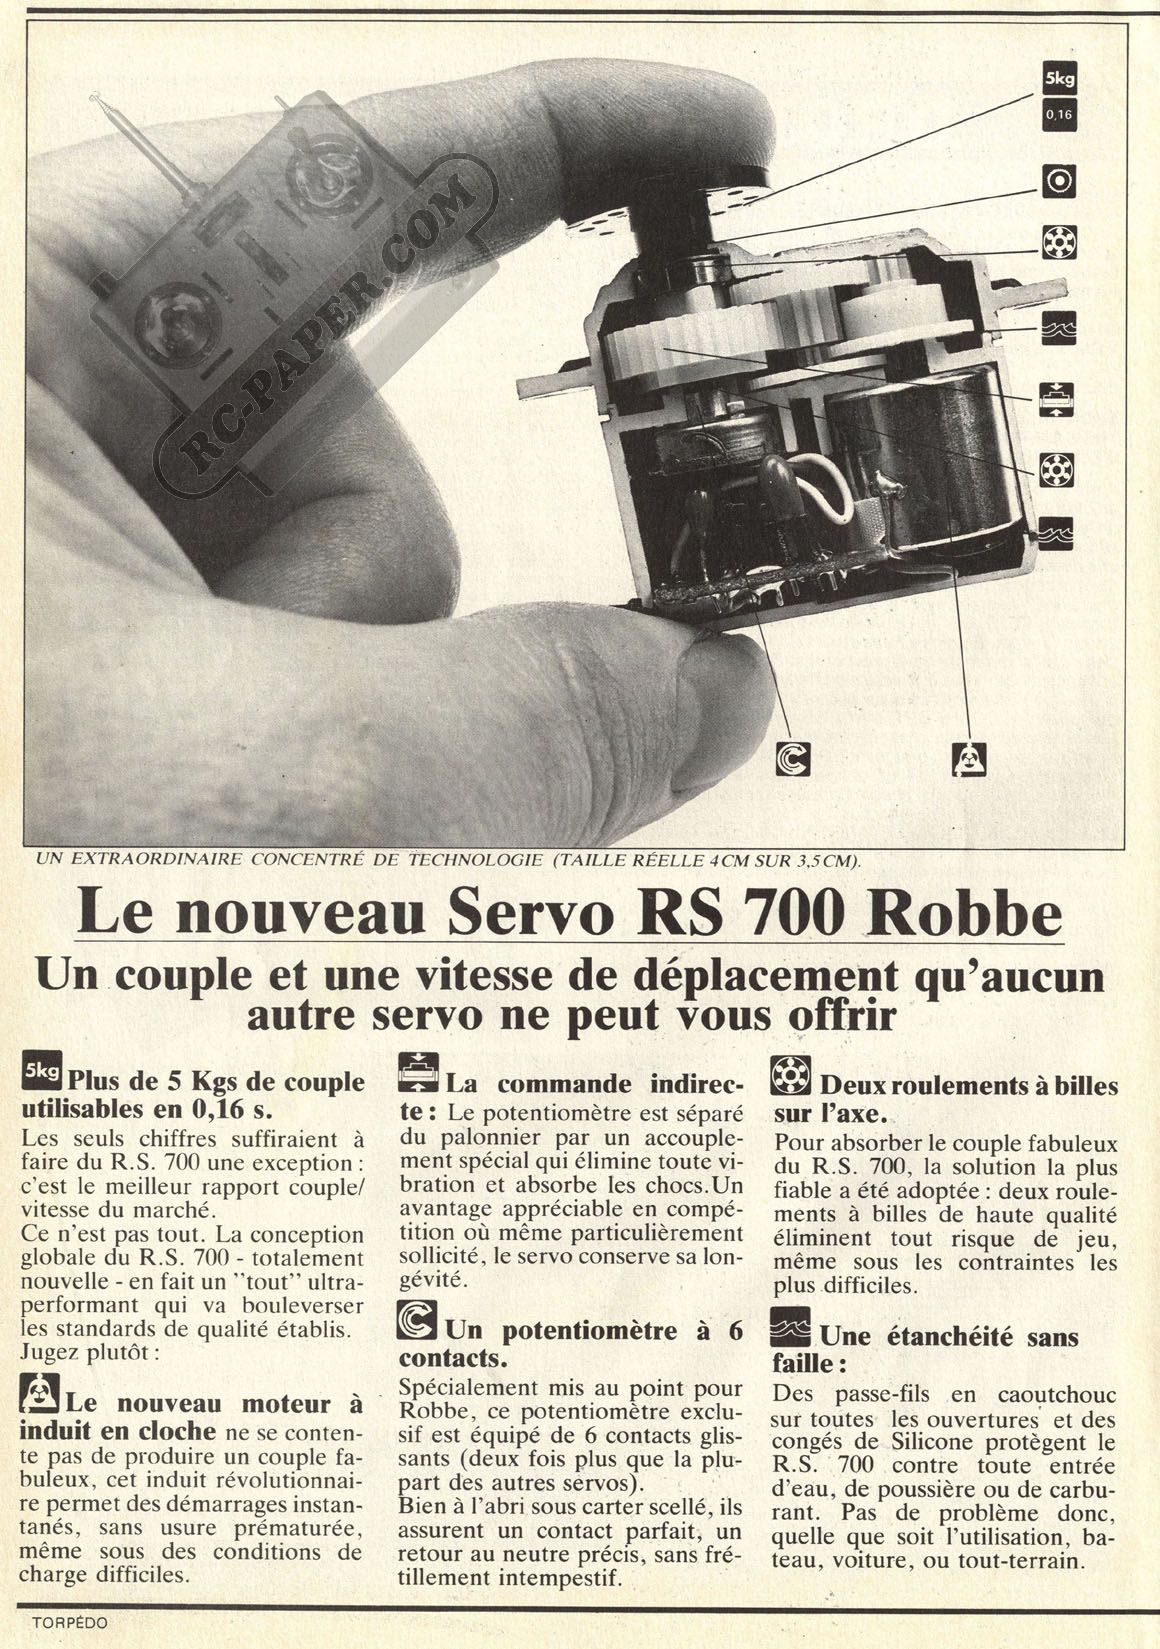 5kg
0,16
RC-PAPER.COM
UN EXTRAORDINAIRE CONCENTRÉ DE TECHNOLOGIE (TAILLE RÉELLE 4 CM SUR 3,5 CM).
Le nouveau Servo RS 700 Robbe
Un couple et une vitesse de déplacement qu'aucun
autre servo ne peut vous offrir
5kg Plus de 5 Kgs de couple
utilisables en 0,16 s.
Les seuls chiffres suffiraient à
faire du R.S. 700 une exception :
c'est le meilleur rapport couple/
vitesse du marché.
Ce n'est pas tout. La conception
globale du R.S. 700 - totalement
nouvelle - en fait un "tout" ultra-
performant qui va bouleverser
les standards de qualité établis.
Jugez plutôt :
Le nouveau moteur à
induit en cloche ne se conten-
te pas de produire un couple fa-
buleux, cet induit révolutionnai-
re permet des démarrages instan-
tanés, sans usure prématurée,
même sous des conditions de
charge difficiles.
La commande indirec-
te : Le potentiomètre est séparé
du palonnier par un accouple-
ment spécial qui élimine toute vi-
bration et absorbe les chocs.Un
avantage appréciable en compé-
tition où même particulièrement
sollicité, le servo conserve sa lon-
gévité.
Un potentiomètre à 6
contacts.
Spécialement mis au point pour
Robbe, ce potentiomètre exclu-
sif est équipé de 6 contacts glis-
sants (deux fois plus que la plu-
part des autres servos).
Bien à l'abri sous carter scellé, ils
assurent un contact parfait, un
retour au neutre précis, sans fré-
tillement intempestif.
Deux roulements à billes
sur l'axe.
Pour absorber le couple fabuleux
du R.S. 700, la solution la plus
fiable a été adoptée : deux roule-
ments à billes de haute qualité
éliminent tout risque de jeu,
même sous les contraintes les
plus difficiles.
Une étanchéité sans
faille :
Des passe-fils en caoutchouc
sur toutes les ouvertures et des
congés de Silicone protègent le
R.S. 700 contre toute entrée
d'eau, de poussière ou de carbu-
rant. Pas de problème donc,
quelle que soit l'utilisation, ba-
teau, voiture, ou tout-terrain.
TORPÉDO